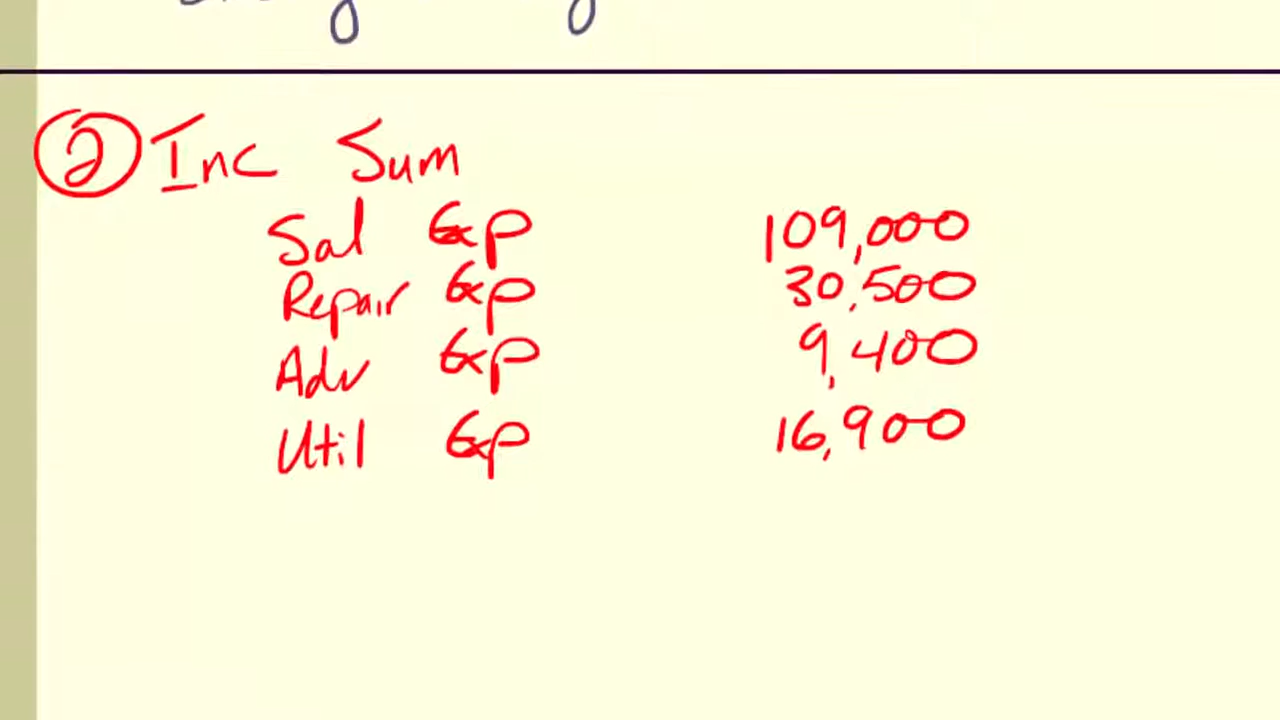 ② Inc Sum
Sal Exp 109,000
Repair Exp 30,500
Adv Exp 9,400
Util Exp 16,900